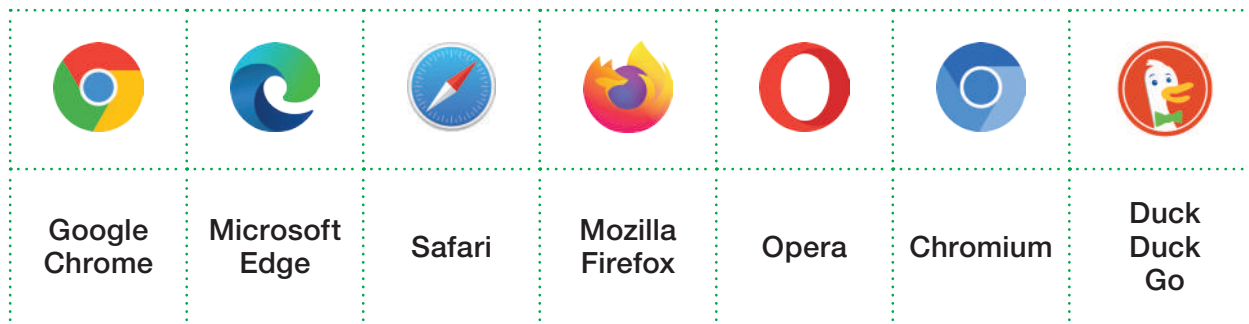 Google
Chrome
Microsoft
Edge
Safari
Mozilla
Firefox
Opera
Chromium
Duck
Duck
Go